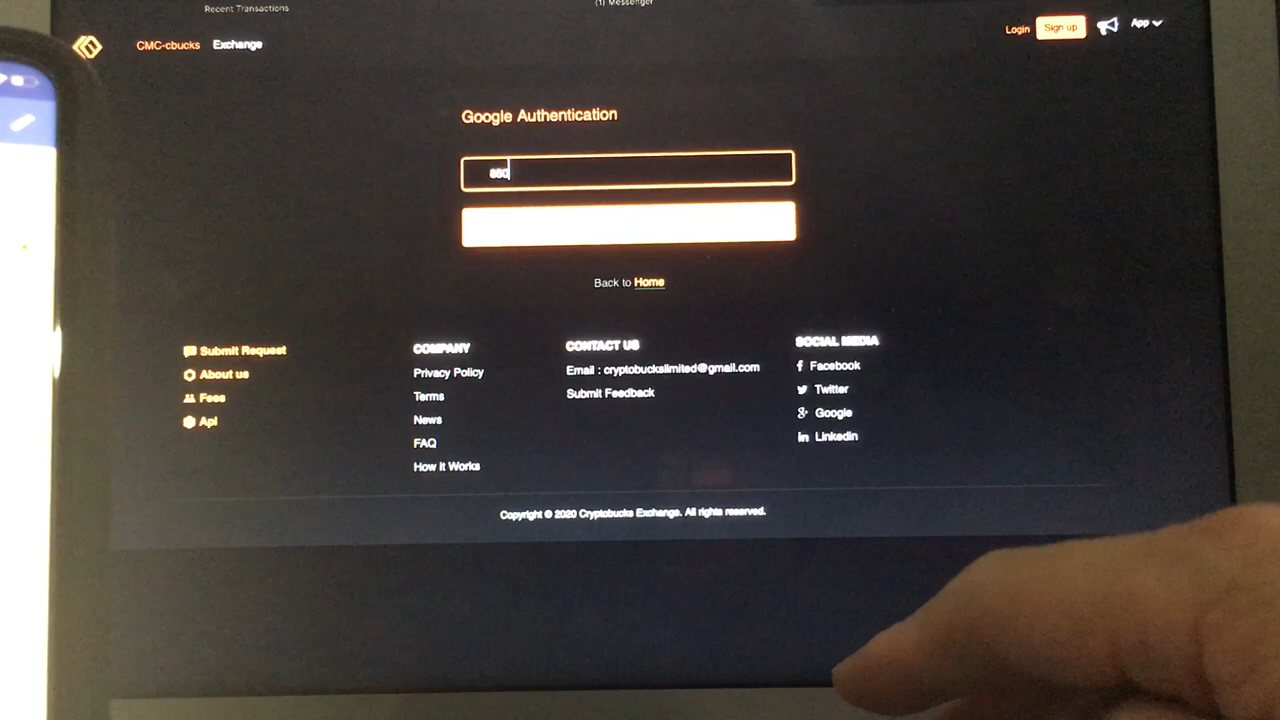 Recent Transactions
(1) Messenger
CMC-cbucks Exchange
Login Sign up App
Google Authentication
Back to Home
Submit Request
About us
Fees
Api
COMPANY
Privacy Policy
Terms
News
FAQ
How It Works
CONTACT US
Email : cryptobuckslimited@gmail.com
Submit Feedback
SOCIAL MEDIA
Facebook
Twitter
Google
Linkedin
Copyright © 2020 Cryptobucks Exchange. All rights reserved.